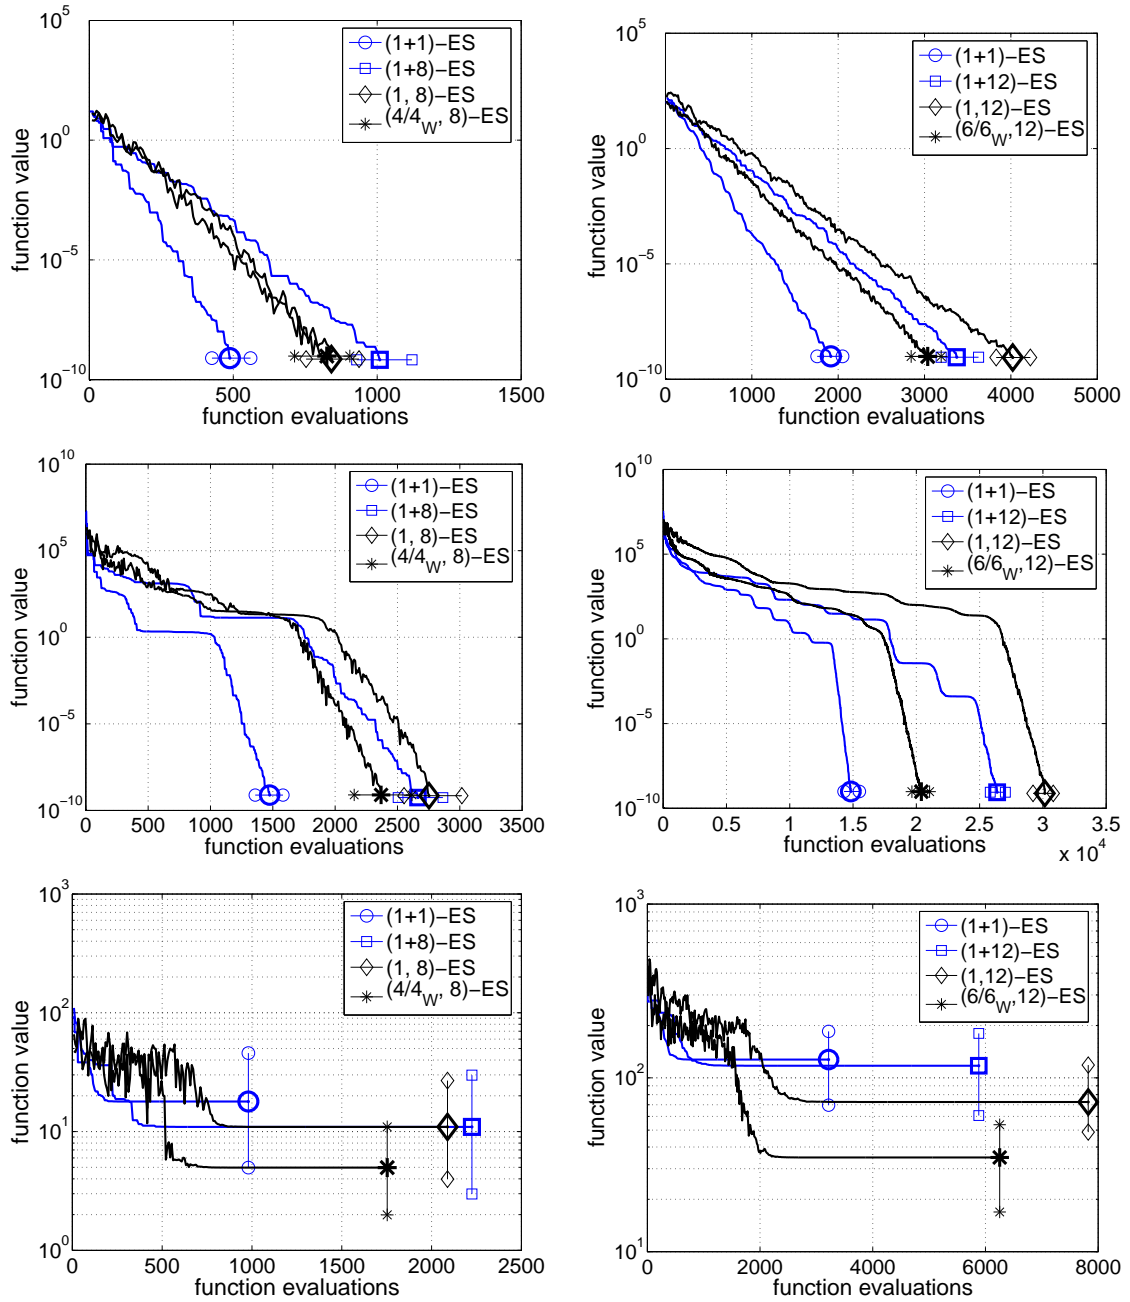 10^5
10^0
10^−5
10^−10
0
500
1000
1500
function value
function evaluations
(1+1)−ES
(1+8)−ES
(1, 8)−ES
(4/4_W, 8)−ES
10^5
10^0
10^−5
10^−10
0
1000
2000
3000
4000
5000
function value
function evaluations
(1+1)−ES
(1+12)−ES
(1,12)−ES
(6/6_W,12)−ES
10^10
10^5
10^0
10^−5
10^−10
0
500
1000
1500
2000
2500
3000
3500
function value
function evaluations
(1+1)−ES
(1+8)−ES
(1, 8)−ES
(4/4_W, 8)−ES
10^10
10^5
10^0
10^−5
10^−10
0
0.5
1
1.5
2
2.5
3
3.5
x 10^4
function value
function evaluations
(1+1)−ES
(1+12)−ES
(1,12)−ES
(6/6_W,12)−ES
10^3
10^2
10^1
10^0
0
500
1000
1500
2000
2500
function value
function evaluations
(1+1)−ES
(1+8)−ES
(1, 8)−ES
(4/4_W, 8)−ES
10^3
10^2
10^1
0
2000
4000
6000
8000
function value
function evaluations
(1+1)−ES
(1+12)−ES
(1,12)−ES
(6/6_W,12)−ES